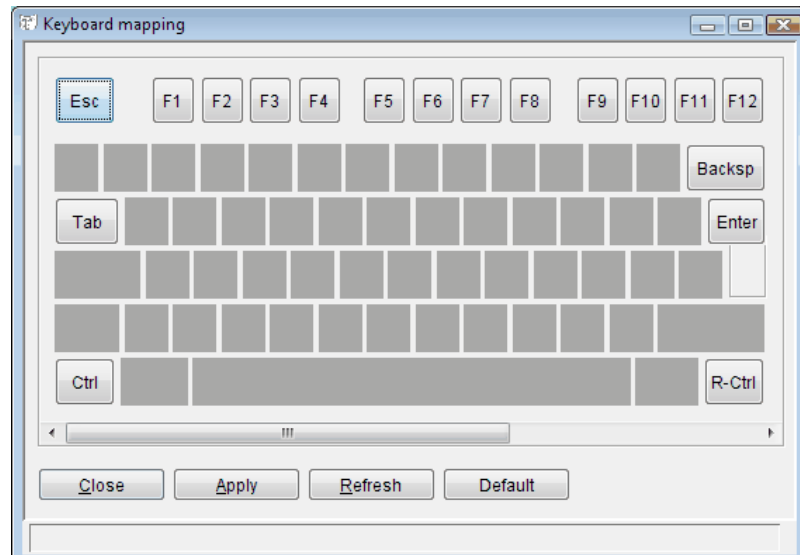 Keyboard mapping
Esc F1 F2 F3 F4 F5 F6 F7 F8 F9 F10 F11 F12
Backsp
Tab Enter
Ctrl R-Ctrl
Close Apply Refresh Default